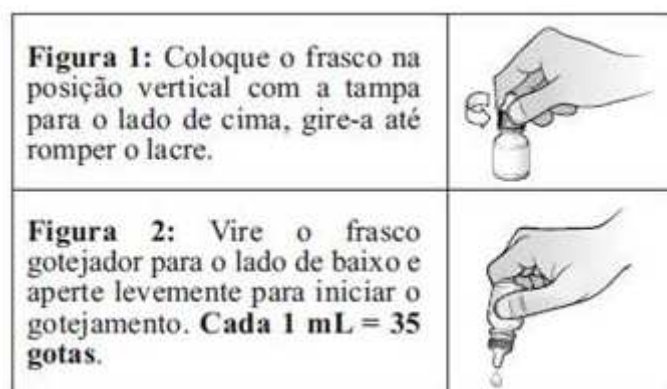 Figura 1: Coloque o frasco na
posição vertical com a tampa
para o lado de cima, gire-a até
romper o lacre.
Figura 2: Vire o frasco
gotejador para o lado de baixo e
aperte levemente para iniciar o
gotejamento. Cada 1 mL = 35
gotas.